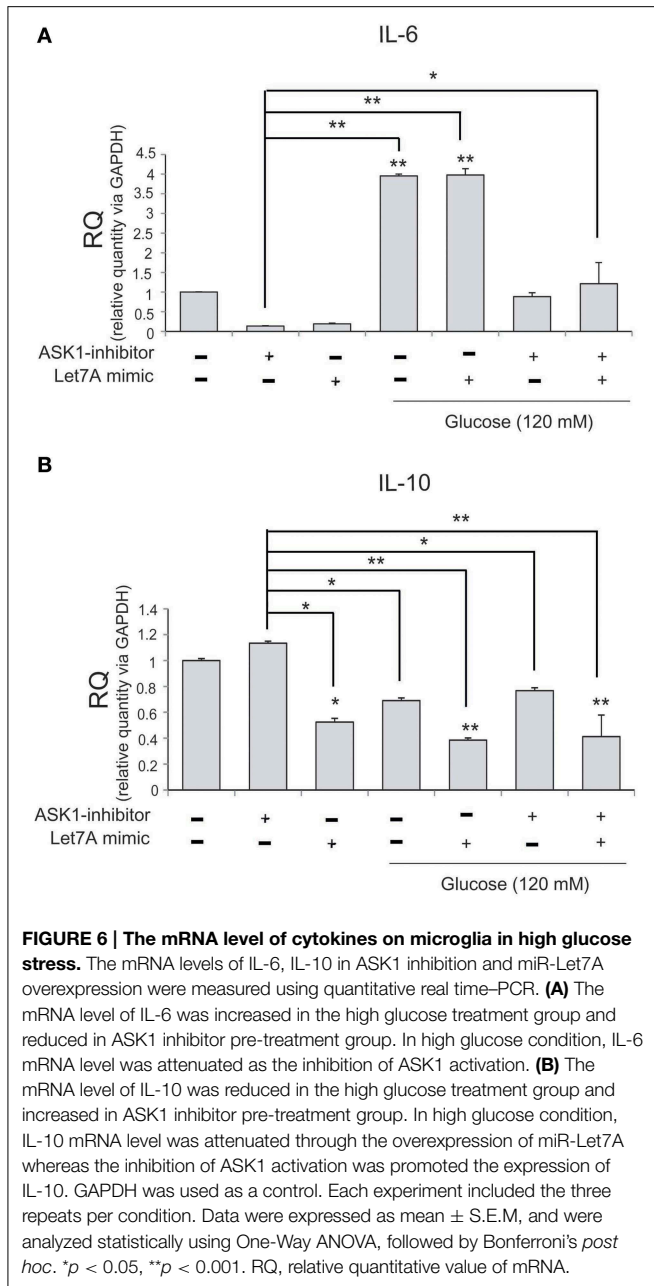 A
IL-6
*
**
**
**
**
RQ
(relative quantity via GAPDH)
4.5
4
3.5
3
2.5
2
1.5
1
0.5
0
ASK1-inhibitor - + - - - + +
Let7A mimic - - + - + - +
Glucose (120 mM)
B
IL-10
**
*
**
*
*
*
**
**
RQ
(relative quantity via GAPDH)
1.4
1.2
1
0.8
0.6
0.4
0.2
0
ASK1-inhibitor - + - - - + +
Let7A mimic - - + - + - +
Glucose (120 mM)
FIGURE 6 | The mRNA level of cytokines on microglia in high glucose
stress. The mRNA levels of IL-6, IL-10 in ASK1 inhibition and miR-Let7A
overexpression were measured using quantitative real time–PCR. (A) The
mRNA level of IL-6 was increased in the high glucose treatment group and
reduced in ASK1 inhibitor pre-treatment group. In high glucose condition, IL-6
mRNA level was attenuated as the inhibition of ASK1 activation. (B) The
mRNA level of IL-10 was reduced in the high glucose treatment group and
increased in ASK1 inhibitor pre-treatment group. In high glucose condition,
IL-10 mRNA level was attenuated through the overexpression of miR-Let7A
whereas the inhibition of ASK1 activation was promoted the expression of
IL-10. GAPDH was used as a control. Each experiment included the three
repeats per condition. Data were expressed as mean ± S.E.M, and were
analyzed statistically using One-Way ANOVA, followed by Bonferroni's post
hoc. *p < 0.05, **p < 0.001. RQ, relative quantitative value of mRNA.